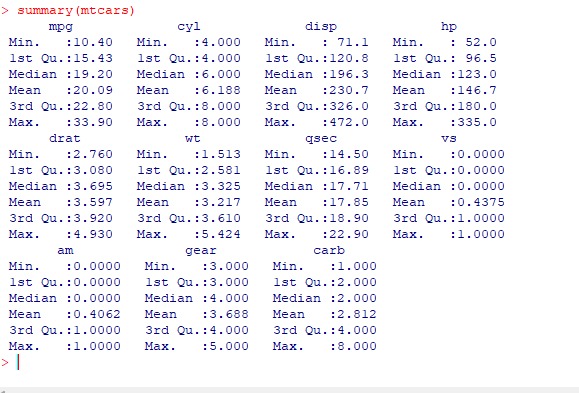 > summary(mtcars)
      mpg             cyl             disp             hp
 Min.   :10.40   Min.   :4.000   Min.   : 71.1   Min.   : 52.0
 1st Qu.:15.43   1st Qu.:4.000   1st Qu.:120.8   1st Qu.: 96.5
 Median :19.20   Median :6.000   Median :196.3   Median :123.0
 Mean   :20.09   Mean   :6.188   Mean   :230.7   Mean   :146.7
 3rd Qu.:22.80   3rd Qu.:8.000   3rd Qu.:326.0   3rd Qu.:180.0
 Max.   :33.90   Max.   :8.000   Max.   :472.0   Max.   :335.0
      drat             wt             qsec             vs
 Min.   :2.760   Min.   :1.513   Min.   :14.50   Min.   :0.0000
 1st Qu.:3.080   1st Qu.:2.581   1st Qu.:16.89   1st Qu.:0.0000
 Median :3.695   Median :3.325   Median :17.71   Median :0.0000
 Mean   :3.597   Mean   :3.217   Mean   :17.85   Mean   :0.4375
 3rd Qu.:3.920   3rd Qu.:3.610   3rd Qu.:18.90   3rd Qu.:1.0000
 Max.   :4.930   Max.   :5.424   Max.   :22.90   Max.   :1.0000
       am              gear            carb
 Min.   :0.0000   Min.   :3.000   Min.   :1.000
 1st Qu.:0.0000   1st Qu.:3.000   1st Qu.:2.000
 Median :0.0000   Median :4.000   Median :2.000
 Mean   :0.4062   Mean   :3.688   Mean   :2.812
 3rd Qu.:1.0000   3rd Qu.:4.000   3rd Qu.:4.000
 Max.   :1.0000   Max.   :5.000   Max.   :8.000
>